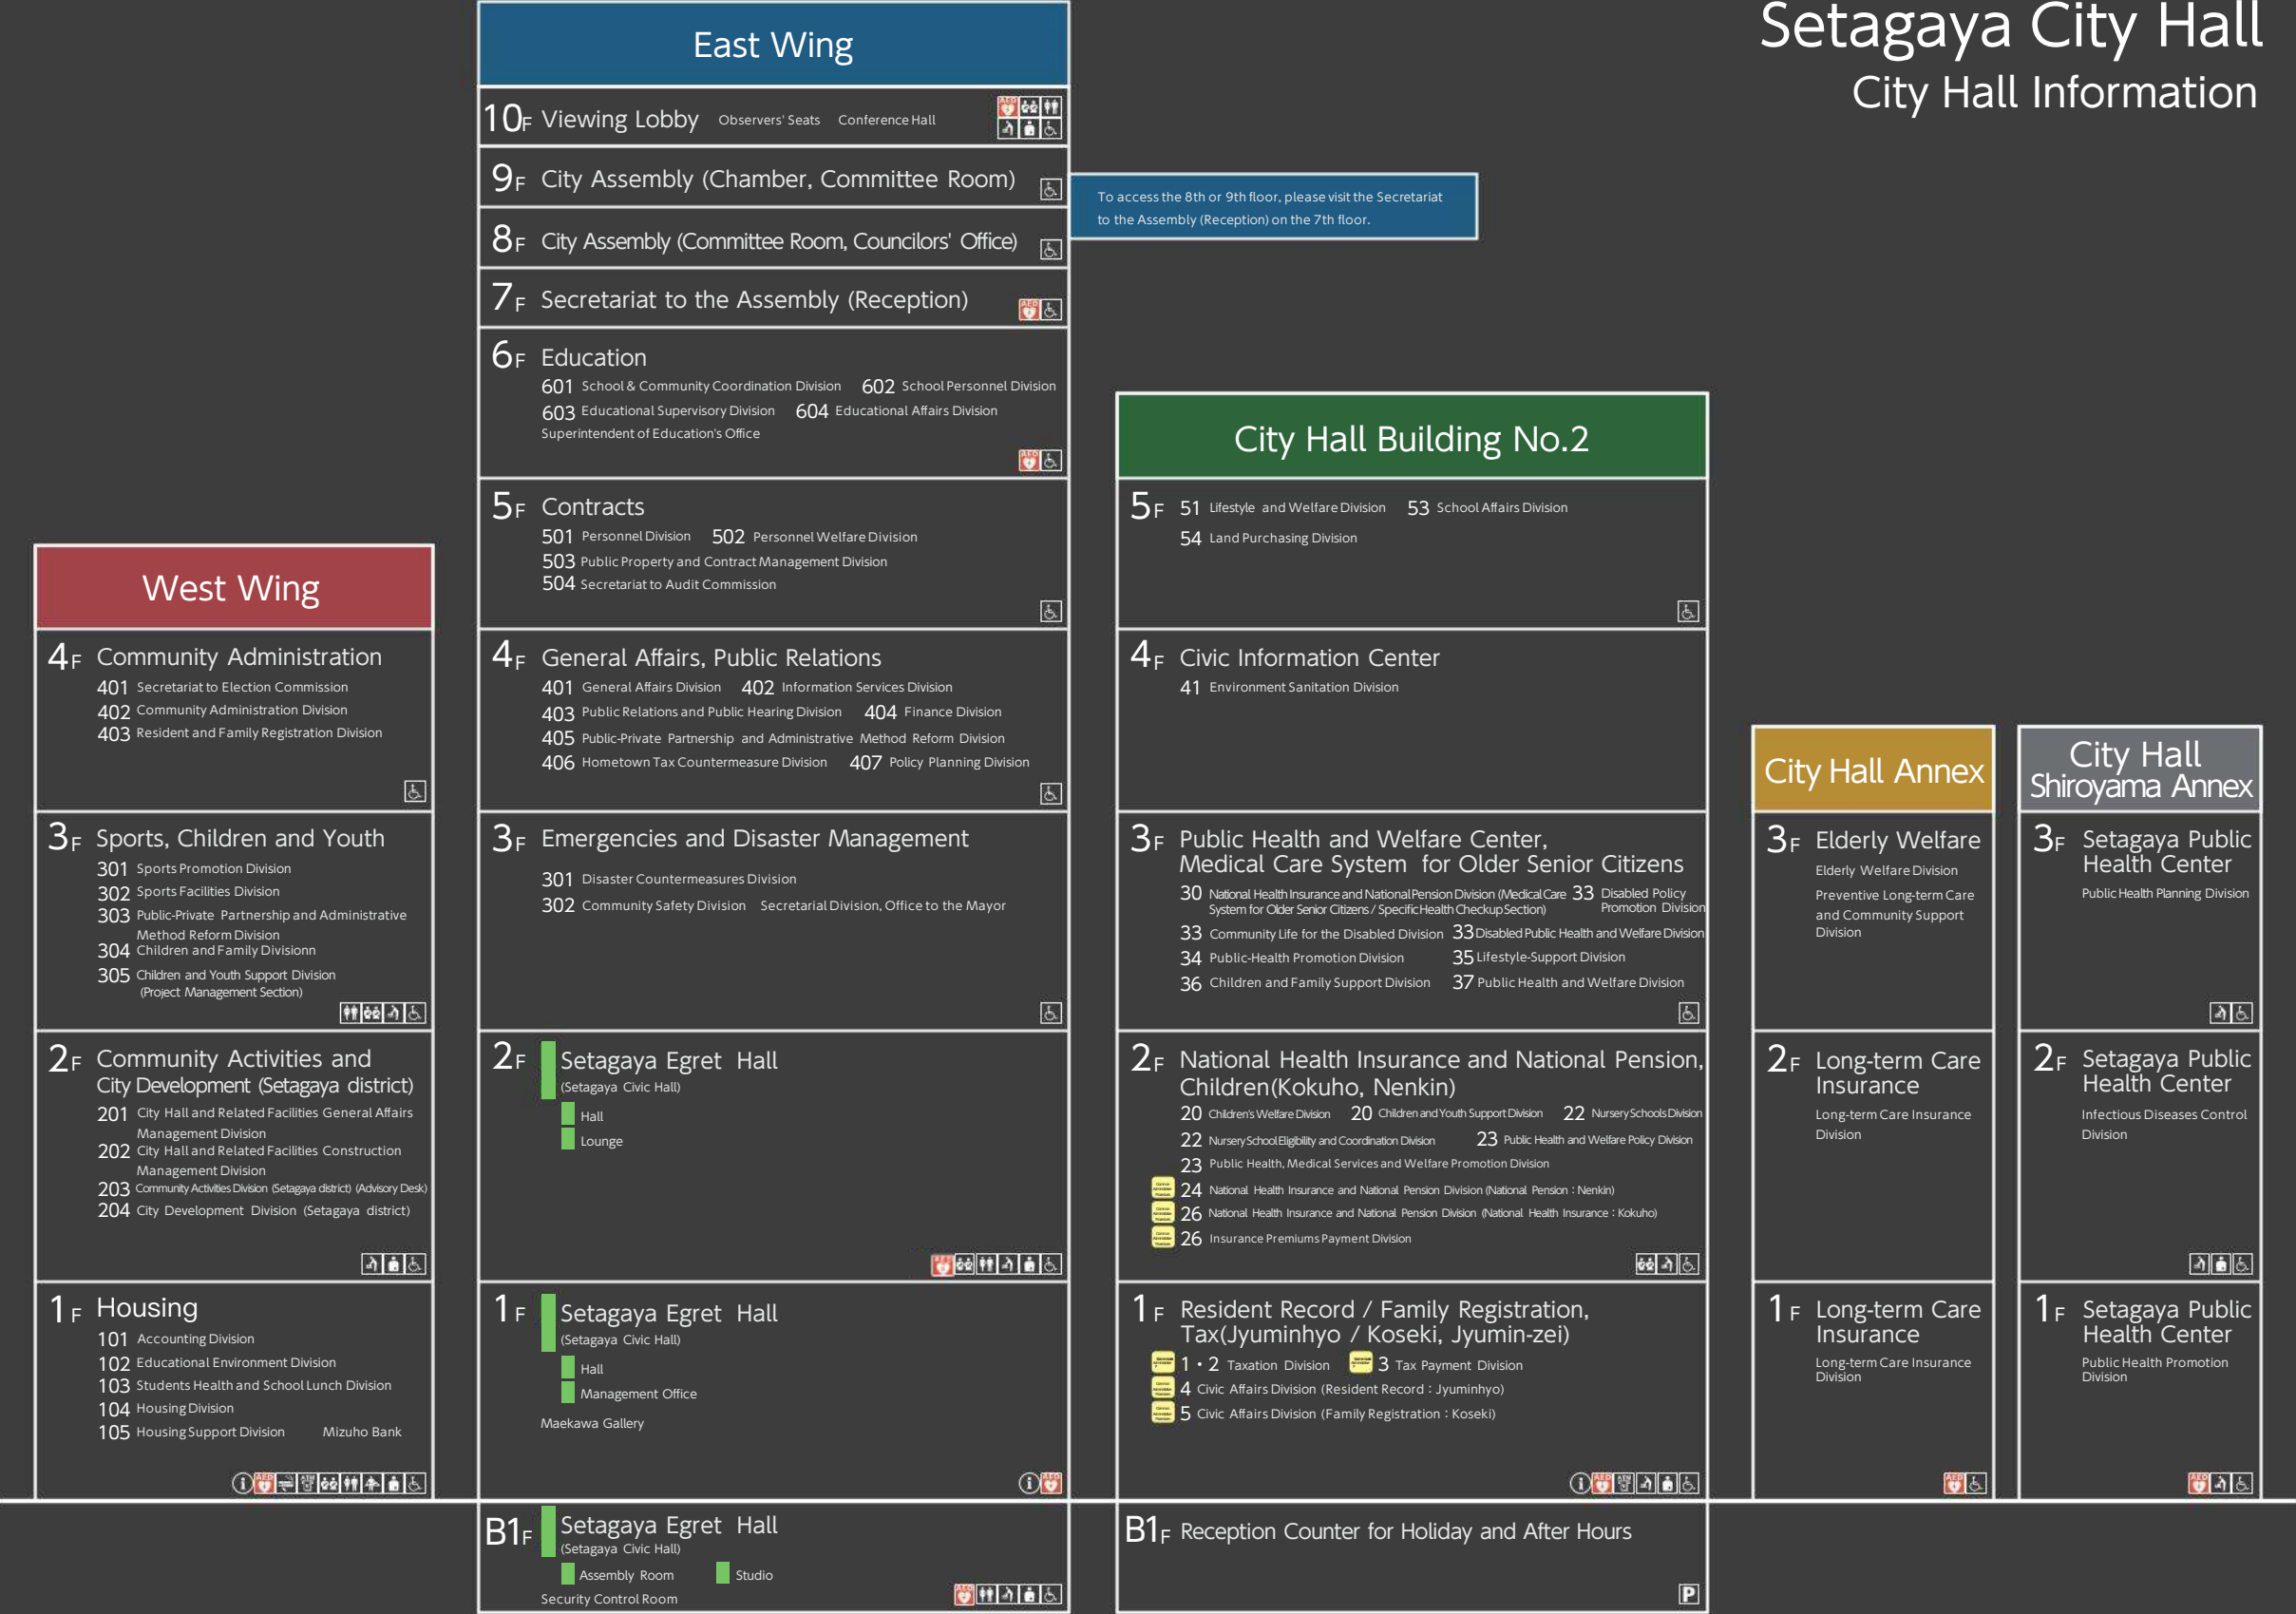 Setagaya City Hall
City Hall Information
East Wing
10F Viewing Lobby Observers' Seats Conference Hall
9F City Assembly (Chamber, Committee Room)
8F City Assembly (Committee Room, Councilors' Office)
To access the 8th or 9th floor, please visit the Secretariat
to the Assembly (Reception) on the 7th floor.
7F Secretariat to the Assembly (Reception)
6F Education
601 School & Community Coordination Division 602 School Personnel Division
603 Educational Supervisory Division 604 Educational Affairs Division
Superintendent of Education's Office
5F Contracts
501 Personnel Division 502 Personnel Welfare Division
503 Public Property and Contract Management Division
504 Secretariat to Audit Commission
4F General Affairs, Public Relations
401 General Affairs Division 402 Information Services Division
403 Public Relations and Public Hearing Division 404 Finance Division
405 Public-Private Partnership and Administrative Method Reform Division
406 Hometown Tax Countermeasure Division 407 Policy Planning Division
3F Emergencies and Disaster Management
301 Disaster Countermeasures Division
302 Community Safety Division Secretarial Division, Office to the Mayor
2F Setagaya Egret Hall
(Setagaya Civic Hall)
Hall
Lounge
1F Setagaya Egret Hall
(Setagaya Civic Hall)
Hall
Management Office
Maekawa Gallery
B1F Setagaya Egret Hall
(Setagaya Civic Hall)
Assembly Room Studio
Security Control Room
West Wing
4F Community Administration
401 Secretariat to Election Commission
402 Community Administration Division
403 Resident and Family Registration Division
3F Sports, Children and Youth
301 Sports Promotion Division
302 Sports Facilities Division
303 Public-Private Partnership and Administrative
Method Reform Division
304 Children and Family Divisionn
305 Children and Youth Support Division
(Project Management Section)
2F Community Activities and
City Development (Setagaya district)
201 City Hall and Related Facilities General Affairs
Management Division
202 City Hall and Related Facilities Construction
Management Division
203 Community Activities Division (Setagaya district) (Advisory Desk)
204 City Development Division (Setagaya district)
1F Housing
101 Accounting Division
102 Educational Environment Division
103 Students Health and School Lunch Division
104 Housing Division
105 Housing Support Division Mizuho Bank
City Hall Building No.2
5F 51 Lifestyle and Welfare Division 53 School Affairs Division
54 Land Purchasing Division
4F Civic Information Center
41 Environment Sanitation Division
3F Public Health and Welfare Center,
Medical Care System for Older Senior Citizens
30 National Health Insurance and National Pension Division (Medical Care
System for Older Senior Citizens / Specific Health Checkup Section)
33 Disabled Policy
Promotion Division
33 Community Life for the Disabled Division 33 Disabled Public Health and Welfare Division
34 Public-Health Promotion Division 35 Lifestyle-Support Division
36 Children and Family Support Division 37 Public Health and Welfare Division
2F National Health Insurance and National Pension,
Children(Kokuho, Nenkin)
20 Children's Welfare Division 20 Children and Youth Support Division 22 Nursery Schools Division
22 Nursery School Eligibility and Coordination Division 23 Public Health and Welfare Policy Division
23 Public Health, Medical Services and Welfare Promotion Division
24 National Health Insurance and National Pension Division (National Pension : Nenkin)
26 National Health Insurance and National Pension Division (National Health Insurance : Kokuho)
26 Insurance Premiums Payment Division
1F Resident Record / Family Registration,
Tax(Jyuminhyo / Koseki, Jyumin-zei)
1・2 Taxation Division 3 Tax Payment Division
4 Civic Affairs Division (Resident Record : Jyuminhyo)
5 Civic Affairs Division (Family Registration : Koseki)
B1F Reception Counter for Holiday and After Hours
P
City Hall Annex
3F Elderly Welfare
Elderly Welfare Division
Preventive Long-term Care
and Community Support
Division
2F Long-term Care
Insurance
Long-term Care Insurance
Division
1F Long-term Care
Insurance
Long-term Care Insurance
Division
City Hall
Shiroyama Annex
3F Setagaya Public
Health Center
Public Health Planning Division
2F Setagaya Public
Health Center
Infectious Diseases Control
Division
1F Setagaya Public
Health Center
Public Health Promotion
Division